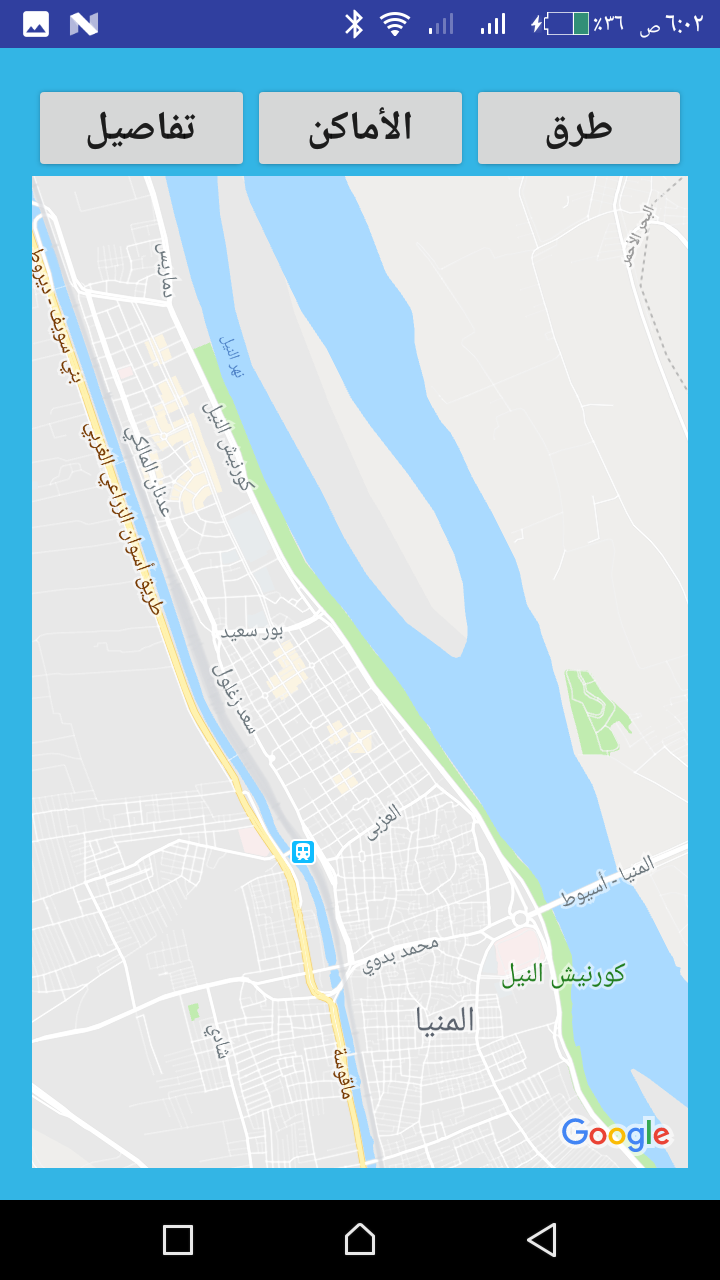 ٦:٠٢ ص
٪٣٦
طرق
الأماكن
تفاصيل
البحر الأحمر
دماريس
بني سويف - ديروط
نهر النيل
كورنيش النيل
عدنان المالكي
طريق أسوان الزراعي الغربي
بور سعيد
سعد زغلول
العزبى
المنيا - أسيوط
محمد بدوي
كورنيش النيل
المنيا
شادي
ماقوسة
Google